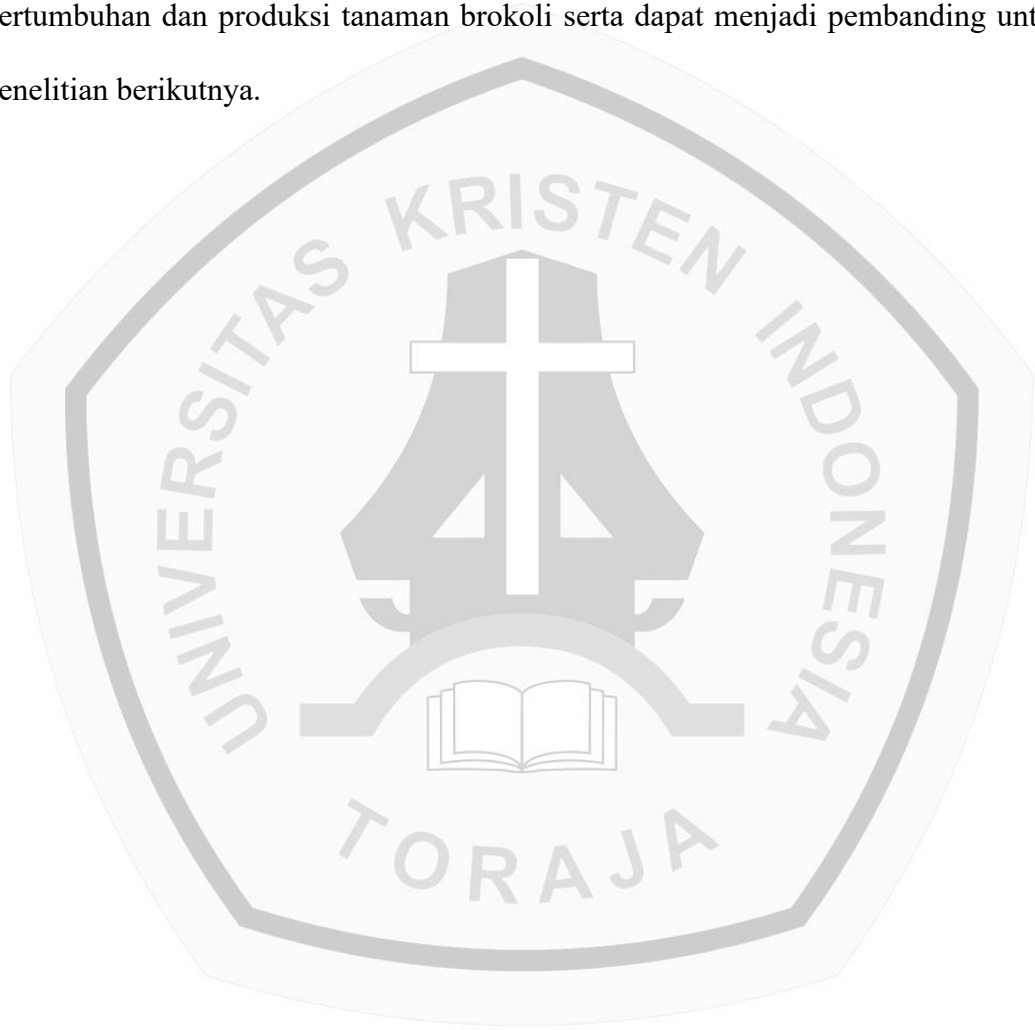 ertumbuhan dan produksi tanaman brokoli serta dapat menjadi pembanding unt
enelitian berikutnya.
UNIVERSITAS KRISTEN INDONESIA
TORAJA